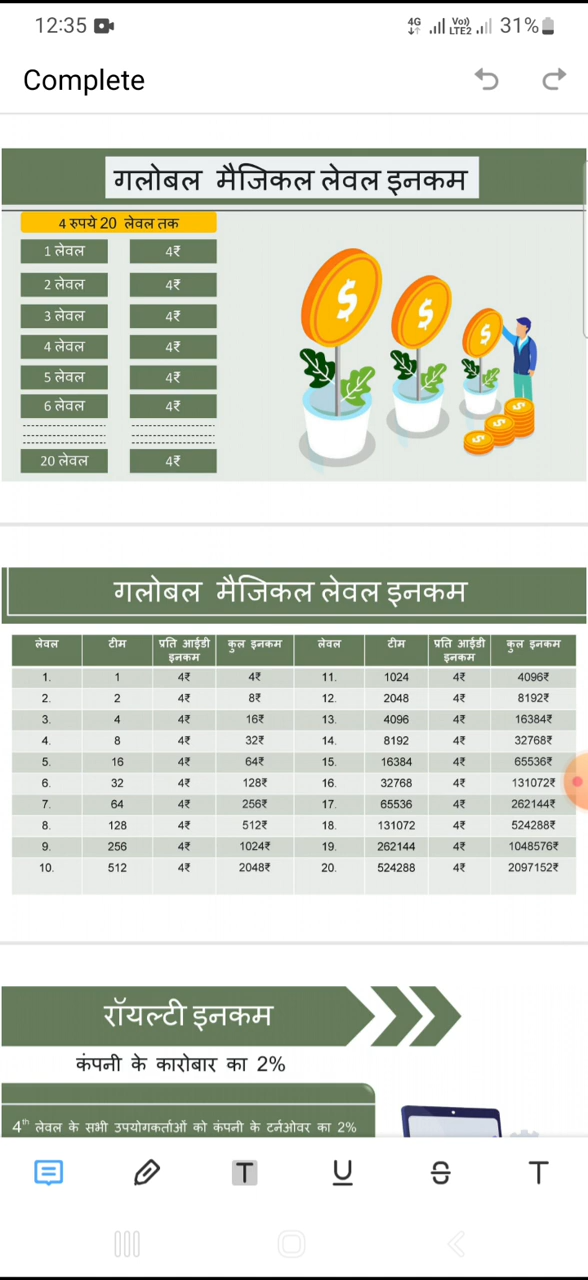 12:35
4G Vo)) LTE2 31%
Complete
गलोबल मैजिकल लेवल इनकम
4 रुपये 20 लेवल तक
1 लेवल 4₹
2 लेवल 4₹
3 लेवल 4₹
4 लेवल 4₹
5 लेवल 4₹
6 लेवल 4₹
20 लेवल 4₹
गलोबल मैजिकल लेवल इनकम
लेवल टीम प्रति आईडी इनकम कुल इनकम लेवल टीम प्रति आईडी इनकम कुल इनकम
1. 1 4₹ 4₹ 11. 1024 4₹ 4096₹
2. 2 4₹ 8₹ 12. 2048 4₹ 8192₹
3. 4 4₹ 16₹ 13. 4096 4₹ 16384₹
4. 8 4₹ 32₹ 14. 8192 4₹ 32768₹
5. 16 4₹ 64₹ 15. 16384 4₹ 65536₹
6. 32 4₹ 128₹ 16. 32768 4₹ 131072₹
7. 64 4₹ 256₹ 17. 65536 4₹ 262144₹
8. 128 4₹ 512₹ 18. 131072 4₹ 524288₹
9. 256 4₹ 1024₹ 19. 262144 4₹ 1048576₹
10. 512 4₹ 2048₹ 20. 524288 4₹ 2097152₹
रॉयल्टी इनकम
कंपनी के कारोबार का 2%
4th लेवल के सभी उपयोगकर्ताओं को कंपनी के टर्नओवर का 2%